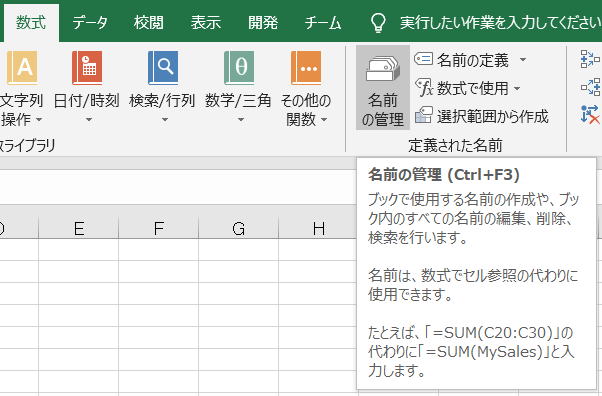 数式 データ 校閲 表示 開発 チーム 実行したい作業を入力してください
文字列操作 日付/時刻 検索/行列 数学/三角 その他の関数
名前の管理
名前の定義
数式で使用
選択範囲から作成
ライブラリ
定義された名前
名前の管理 (Ctrl+F3)
ブックで使用する名前の作成や、ブッ
ク内のすべての名前の編集、削除、
検索を行います。
名前は、数式でセル参照の代わりに
使用できます。
たとえば、「=SUM(C20:C30)」の
代わりに「=SUM(MySales)」と入
力します。
D E F G H